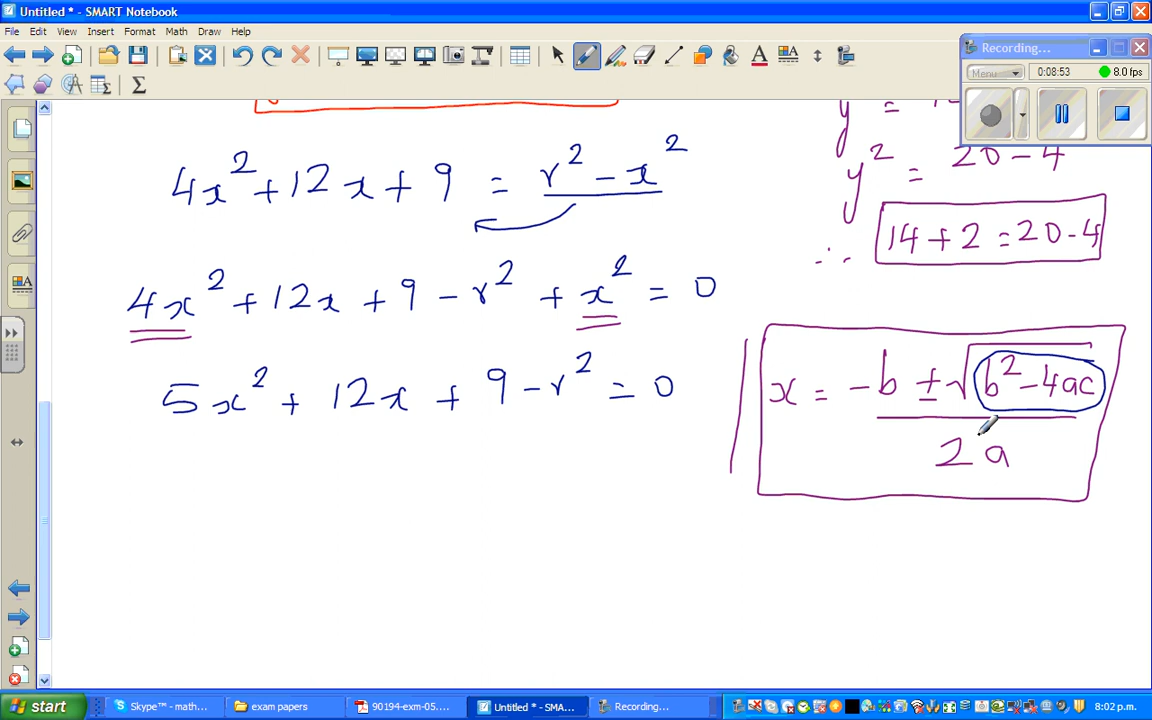 Untitled * - SMART Notebook
File Edit View Insert Format Math Draw Help
Recording...
Menu 0:08:53 8.0 fps
4x² + 12x + 9 = r² - x²
4x² + 12x + 9 - r² + x² = 0
5x² + 12x + 9 - r² = 0
y =
y² = 20 - 4
∴ 14 + 2 = 20 - 4
x = -b ± √b² - 4ac
2a
start Skype™ - math... exam papers 90194-exm-05.... Untitled * - SMA... Recording... 8:02 p.m.